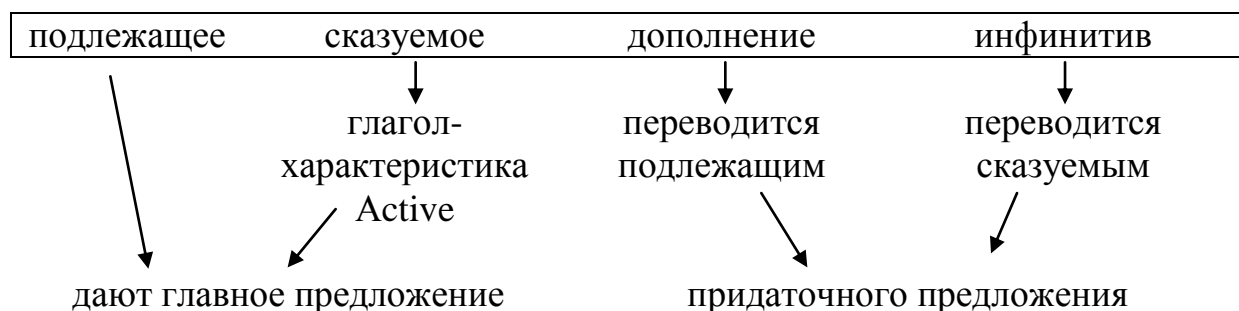 подлежащее сказуемое дополнение инфинитив
глагол- переводится переводится
характеристика подлежащим сказуемым
Active
дают главное предложение придаточного предложения